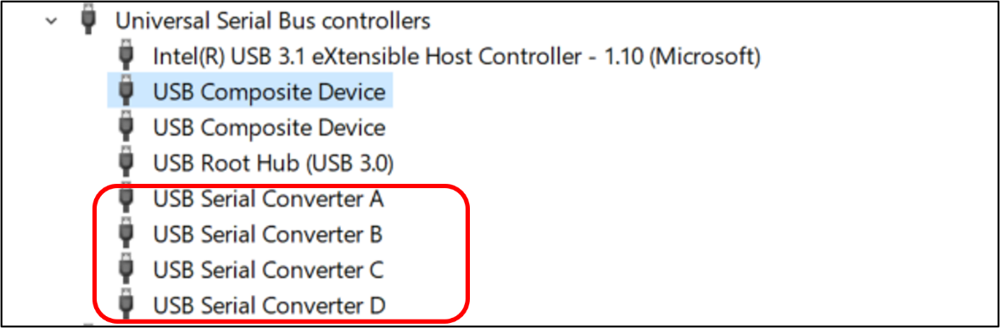 Universal Serial Bus controllers
Intel(R) USB 3.1 eXtensible Host Controller - 1.10 (Microsoft)
USB Composite Device
USB Composite Device
USB Root Hub (USB 3.0)
USB Serial Converter A
USB Serial Converter B
USB Serial Converter C
USB Serial Converter D